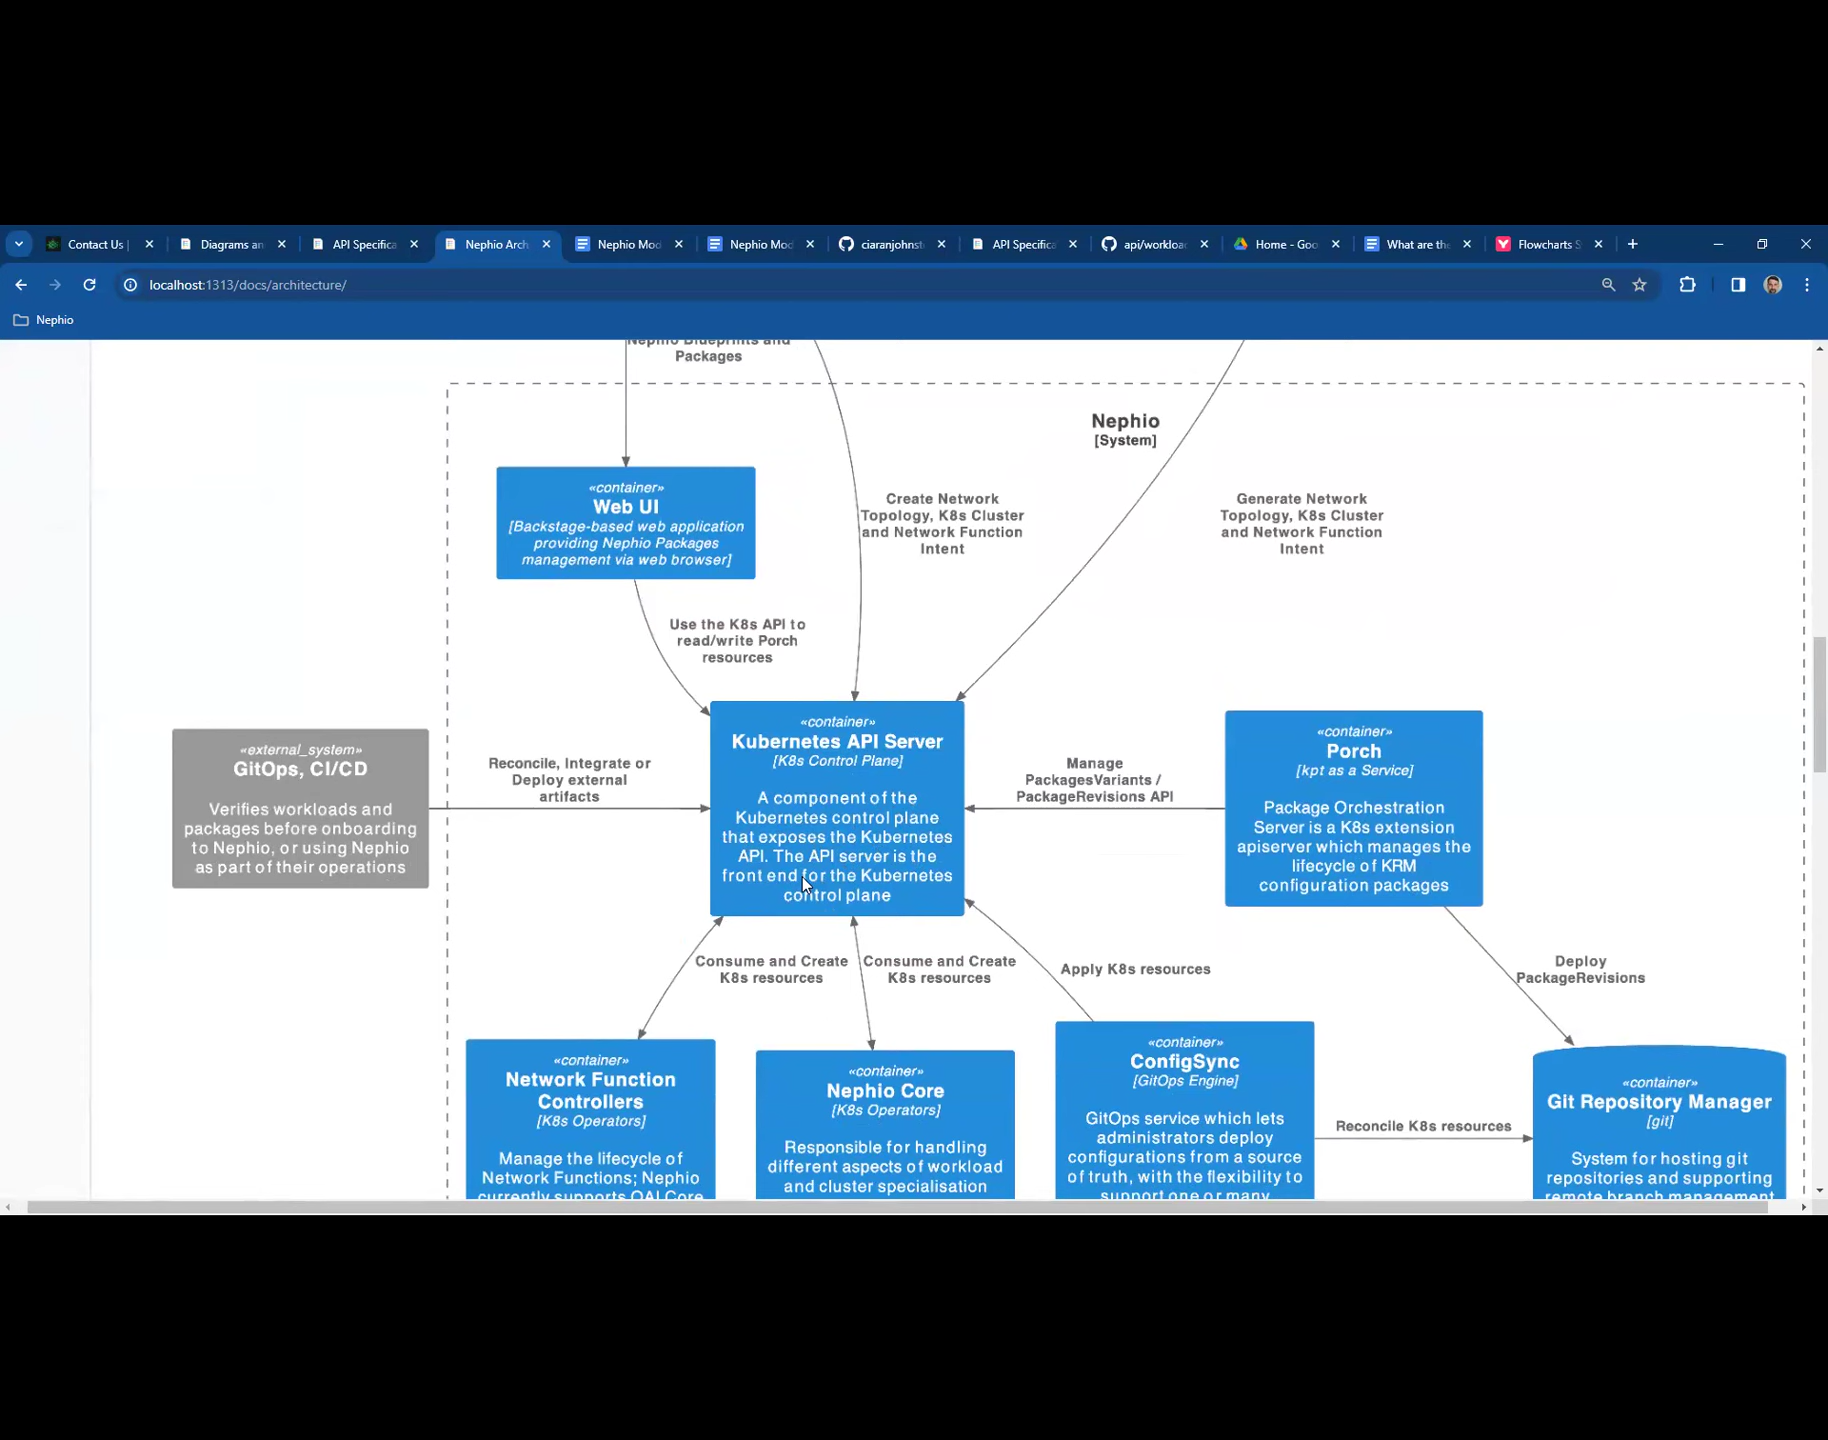 Contact Us |
Diagrams an
API Specifica
Nephio Arch
Nephio Mod
Nephio Mod
ciaranjohnst
API Specifica
api/workloa
Home - Goo
What are the
Flowcharts S
localhost:1313/docs/architecture/
Nephio
Nephio Blueprints and
Packages
Nephio
[System]
«container»
Web UI
[Backstage-based web application
providing Nephio Packages
management via web browser]
Create Network
Topology, K8s Cluster
and Network Function
Intent
Generate Network
Topology, K8s Cluster
and Network Function
Intent
Use the K8s API to
read/write Porch
resources
«external_system»
GitOps, CI/CD
Verifies workloads and
packages before onboarding
to Nephio, or using Nephio
as part of their operations
Reconcile, Integrate or
Deploy external
artifacts
«container»
Kubernetes API Server
[K8s Control Plane]
A component of the
Kubernetes control plane
that exposes the Kubernetes
API. The API server is the
front end for the Kubernetes
control plane
Manage
PackagesVariants /
PackageRevisions API
«container»
Porch
[kpt as a Service]
Package Orchestration
Server is a K8s extension
apiserver which manages the
lifecycle of KRM
configuration packages
Consume and Create
K8s resources
Consume and Create
K8s resources
Apply K8s resources
Deploy
PackageRevisions
«container»
Network Function
Controllers
[K8s Operators]
Manage the lifecycle of
Network Functions; Nephio
currently supports OAI Core
«container»
Nephio Core
[K8s Operators]
Responsible for handling
different aspects of workload
and cluster specialisation
«container»
ConfigSync
[GitOps Engine]
GitOps service which lets
administrators deploy
configurations from a source
of truth, with the flexibility to
support one or many
Reconcile K8s resources
«container»
Git Repository Manager
[git]
System for hosting git
repositories and supporting
remote branch management